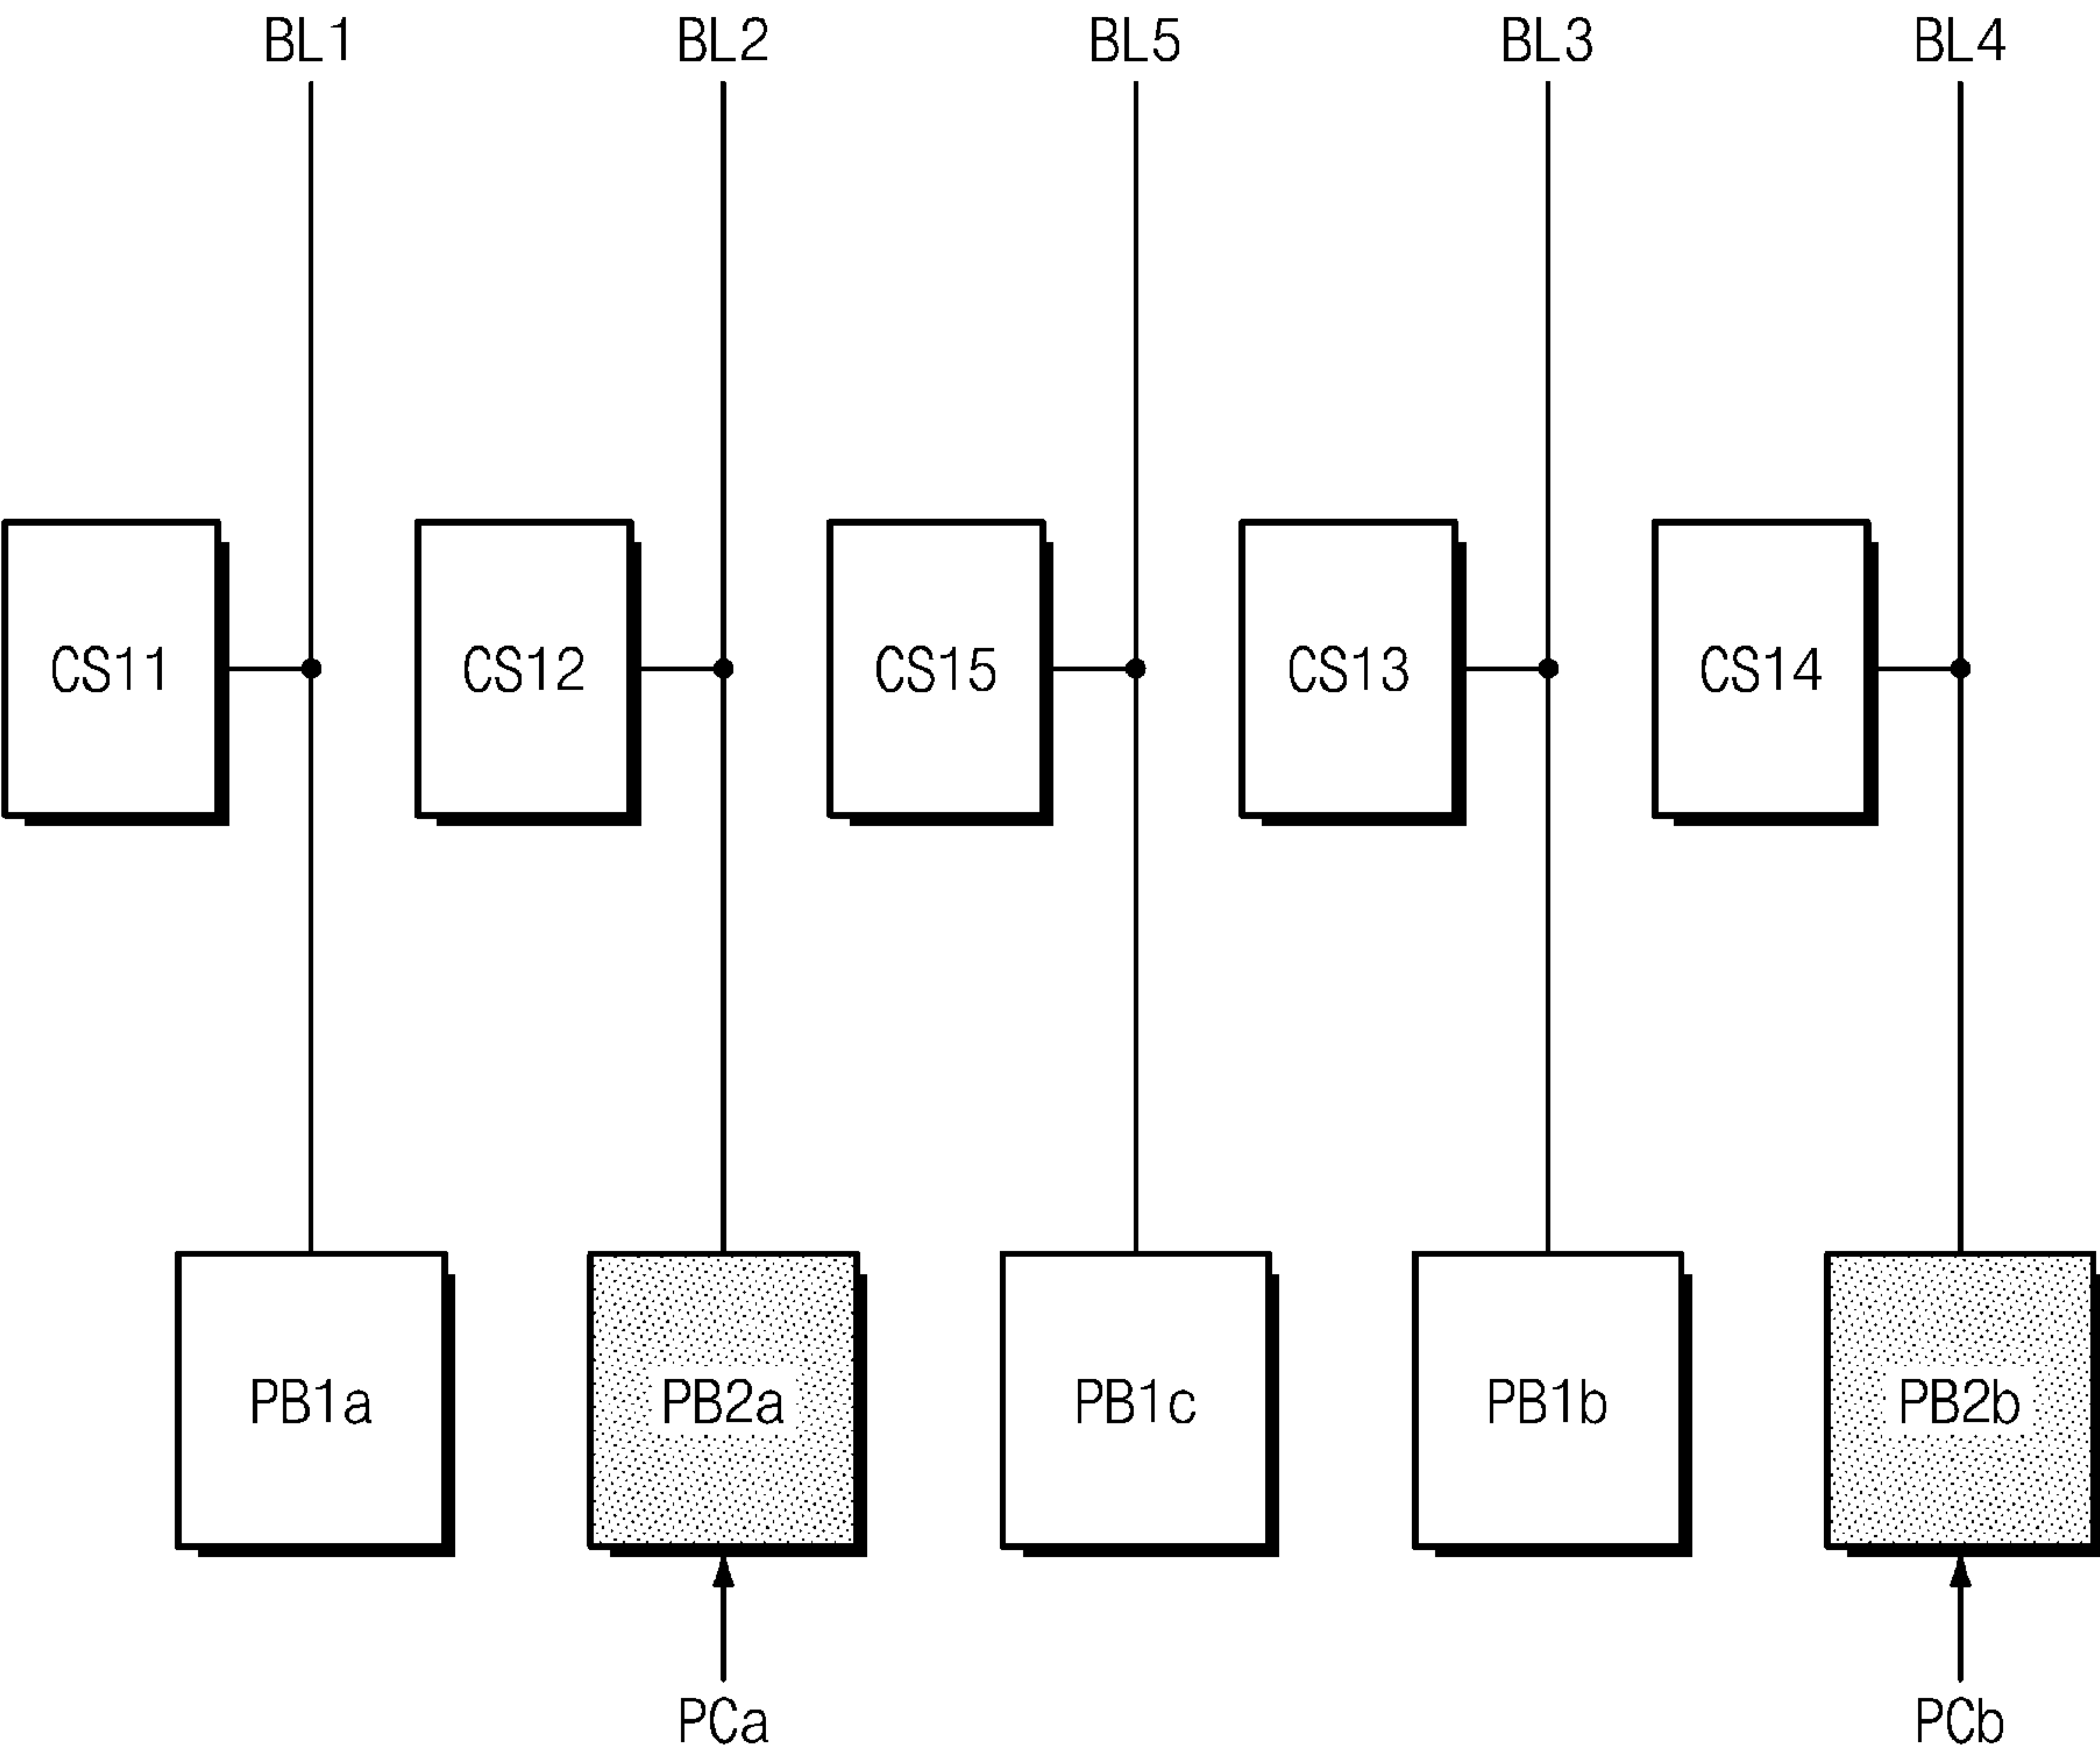 BL1 BL2 BL5 BL3 BL4
CS11 CS12 CS15 CS13 CS14
PB1a PB2a PB1c PB1b PB2b
PCa PCb